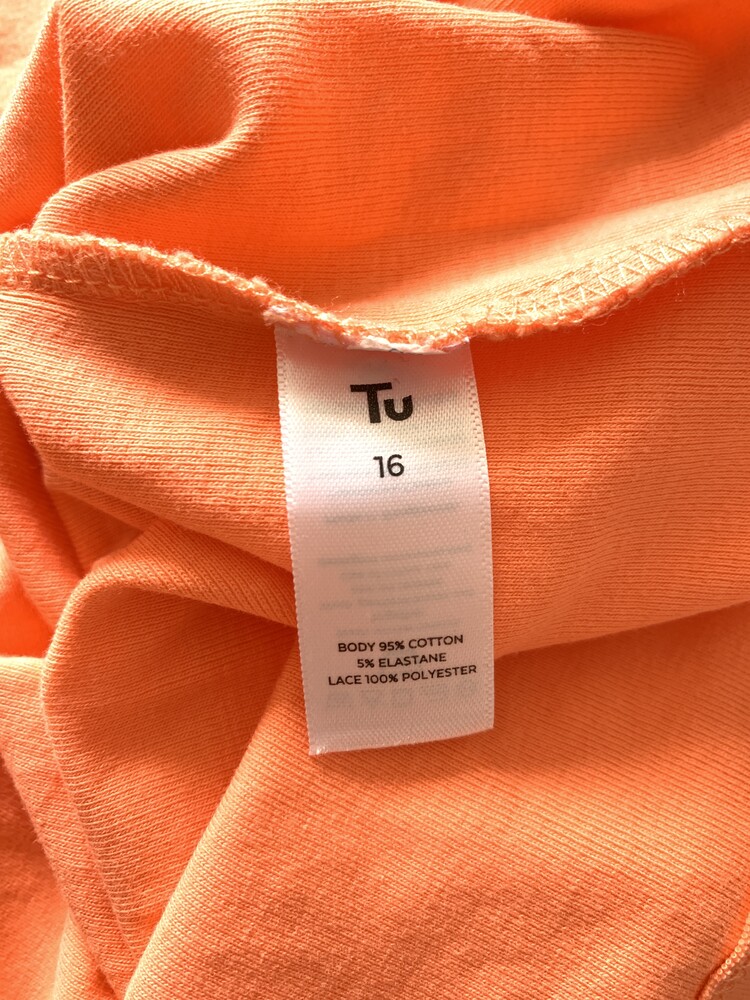 Tu
16
BODY 95% COTTON
5% ELASTANE
LACE 100% POLYESTER